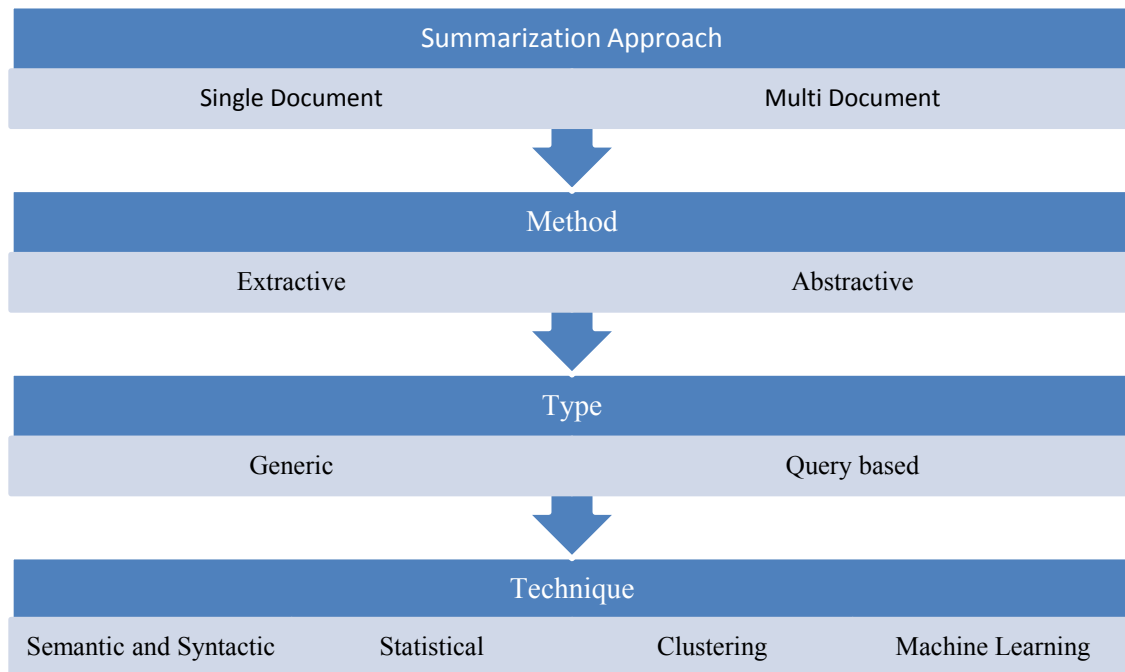 Summarization Approach
Single Document Multi Document
Method
Extractive Abstractive
Type
Generic Query based
Technique
Semantic and Syntactic Statistical Clustering Machine Learning